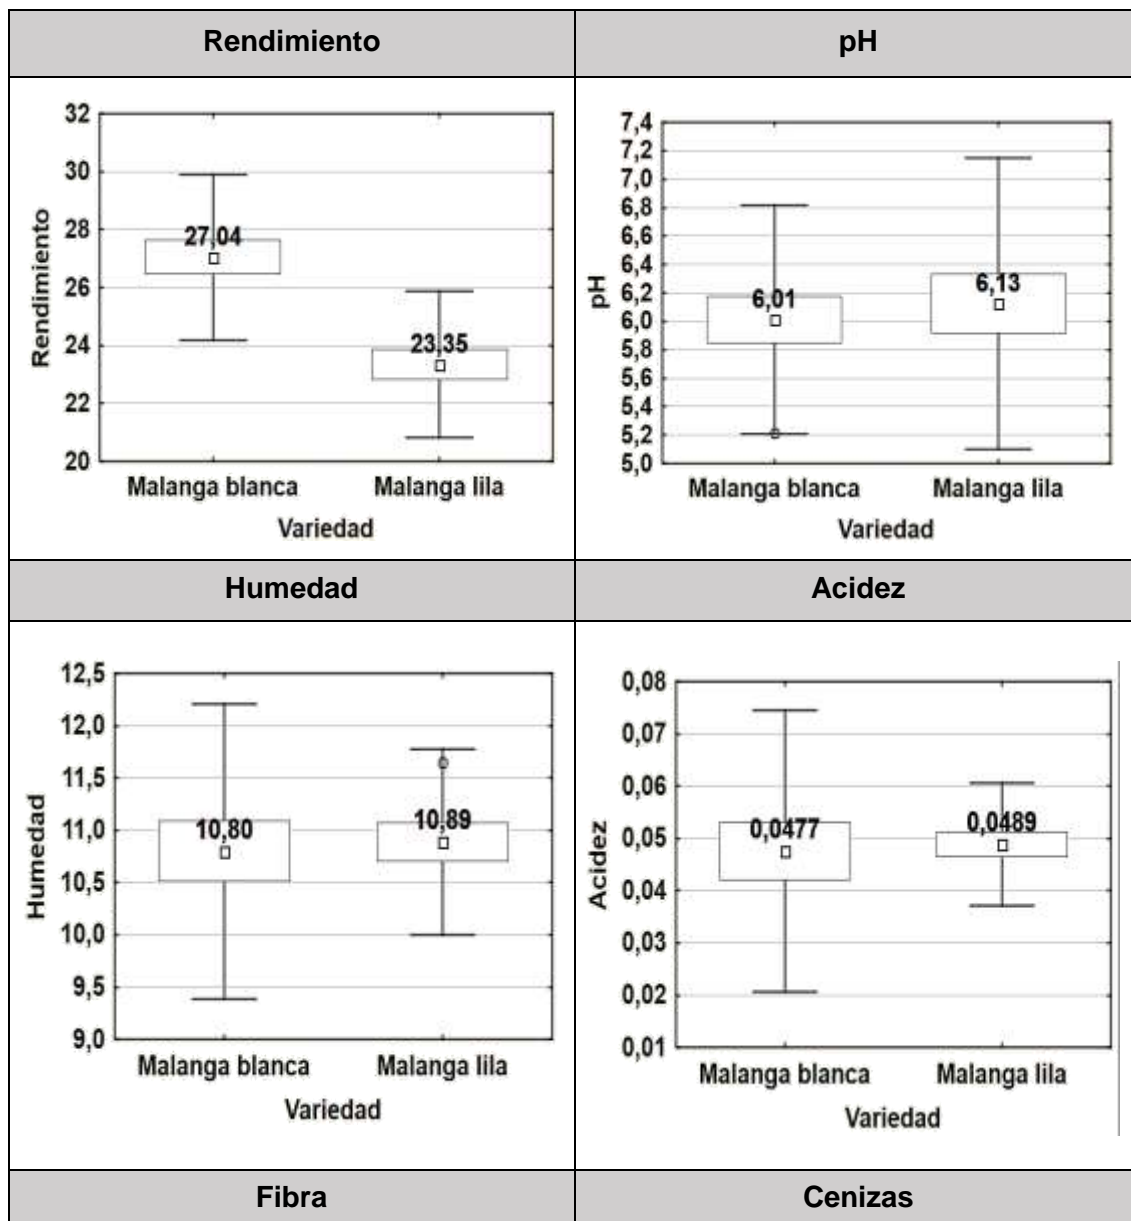 Rendimiento
pH
32
30
28
26
24
22
20
Rendimiento
27,04
23,35
Malanga blanca
Malanga lila
Variedad
7,4
7,2
7,0
6,8
6,6
6,4
6,2
6,0
5,8
5,6
5,4
5,2
5,0
pH
6,01
6,13
Malanga blanca
Malanga lila
Variedad
Humedad
Acidez
12,5
12,0
11,5
11,0
10,5
10,0
9,5
9,0
Humedad
10,80
10,89
Malanga blanca
Malanga lila
Variedad
0,08
0,07
0,06
0,05
0,04
0,03
0,02
0,01
Acidez
0,0477
0,0489
Malanga blanca
Malanga lila
Variedad
Fibra
Cenizas